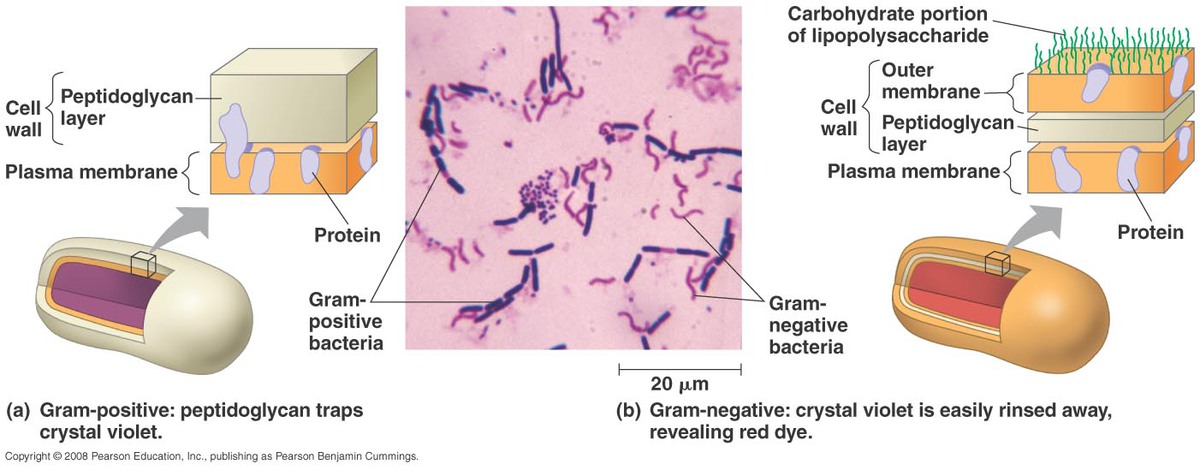 Cell
wall
Peptidoglycan
layer
Plasma membrane
Protein
Gram-
positive
bacteria
(a) Gram-positive: peptidoglycan traps
crystal violet.
20 μm
Gram-
negative
bacteria
Carbohydrate portion
of lipopolysaccharide
Cell
wall
Outer
membrane
Peptidoglycan
layer
Plasma membrane
Protein
(b) Gram-negative: crystal violet is easily rinsed away,
revealing red dye.
Copyright © 2008 Pearson Education, Inc., publishing as Pearson Benjamin Cummings.